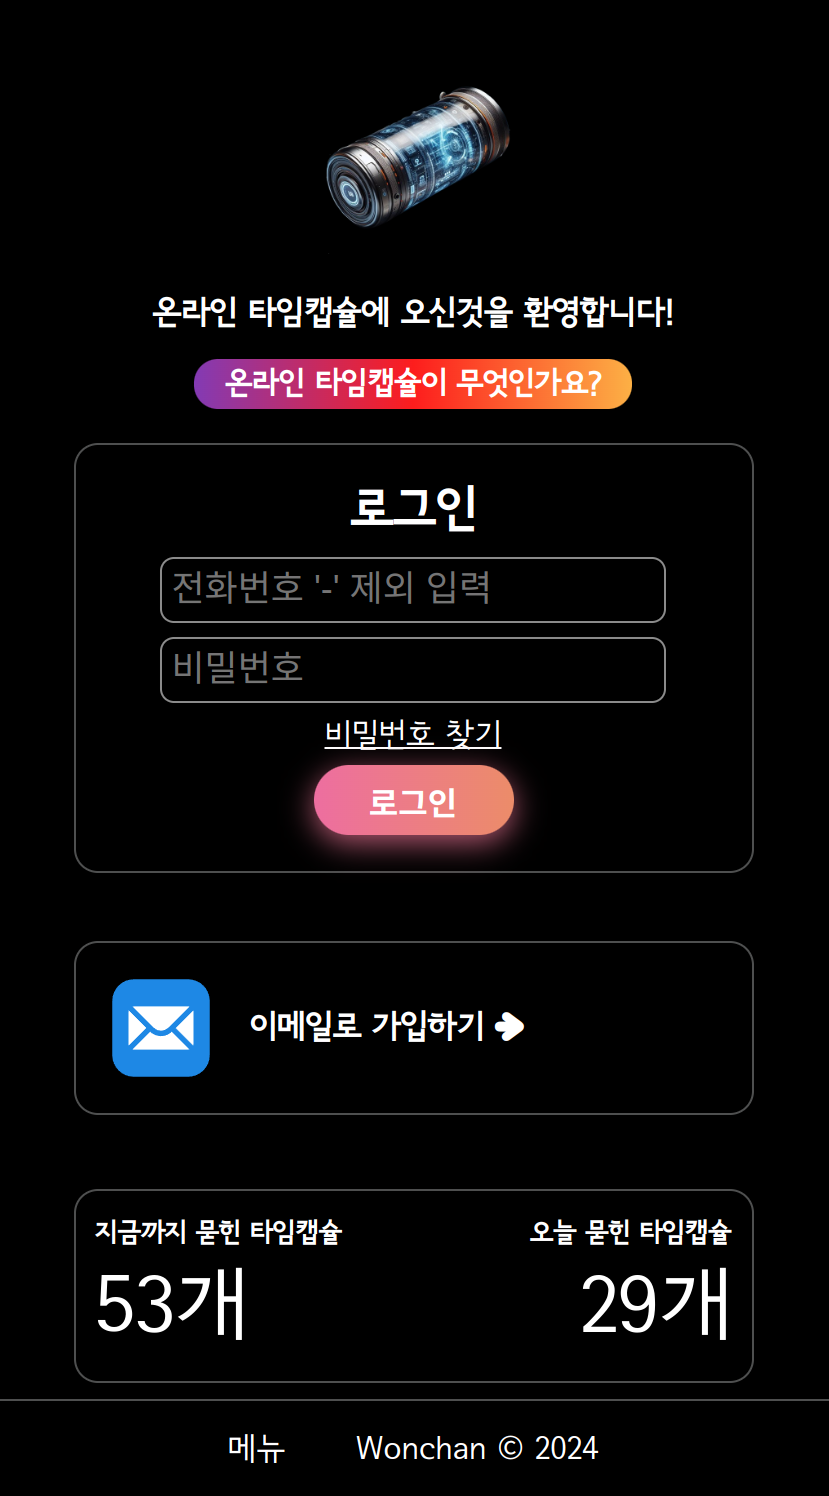 온라인 타임캡슐에 오신것을 환영합니다!
온라인 타임캡슐이 무엇인가요?
로그인
전화번호 '-' 제외 입력
비밀번호
비밀번호 찾기
로그인
이메일로 가입하기
지금까지 묻힌 타임캡슐 오늘 묻힌 타임캡슐
53개 29개
메뉴 Wonchan © 2024